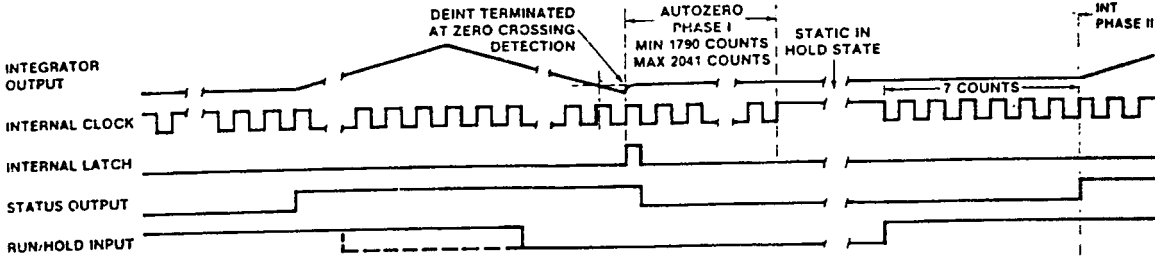 DEINT TERMINATED
AT ZERO CROSSING
DETECTION
AUTOZERO
PHASE I
MIN 1790 COUNTS
MAX 2041 COUNTS
STATIC IN
HOLD STATE
INT
PHASE II
INTEGRATOR
OUTPUT
7 COUNTS
INTERNAL CLOCK
INTERNAL LATCH
STATUS OUTPUT
RUN/HOLD INPUT